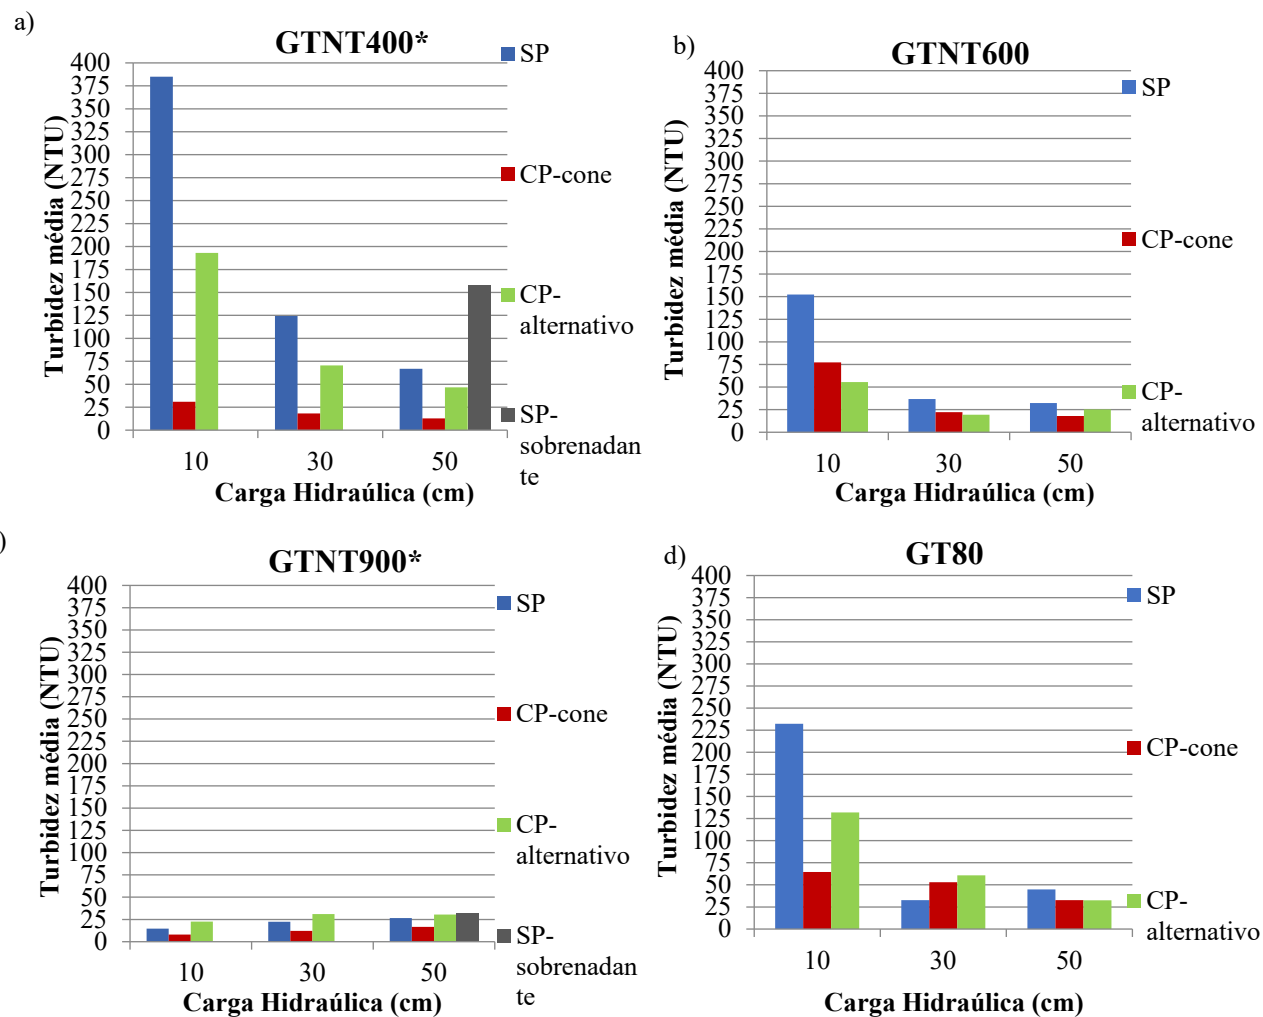 a)
GTNT400*
Turbidez média (NTU)
400
375
350
325
300
275
250
225
200
175
150
125
100
75
50
25
0
10 30 50
Carga Hidraúlica (cm)
SP
CP-cone
CP-
alternativo
SP-
sobrenadan
te
b)
GTNT600
Turbidez média (NTU)
400
375
350
325
300
275
250
225
200
175
150
125
100
75
50
25
0
10 30 50
Carga Hidraúlica (cm)
SP
CP-cone
CP-
alternativo
)
GTNT900*
Turbidez média (NTU)
400
375
350
325
300
275
250
225
200
175
150
125
100
75
50
25
0
10 30 50
Carga Hidraúlica (cm)
SP
CP-cone
CP-
alternativo
SP-
sobrenadan
te
d)
GT80
Turbidez média (NTU)
400
375
350
325
300
275
250
225
200
175
150
125
100
75
50
25
0
10 30 50
Carga Hidraúlica (cm)
SP
CP-cone
CP-
alternativo